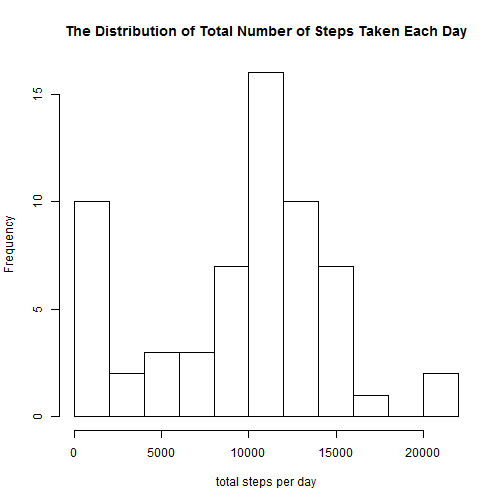 The Distribution of Total Number of Steps Taken Each Day
Frequency
15
10
5
0
0 5000 10000 15000 20000
total steps per day